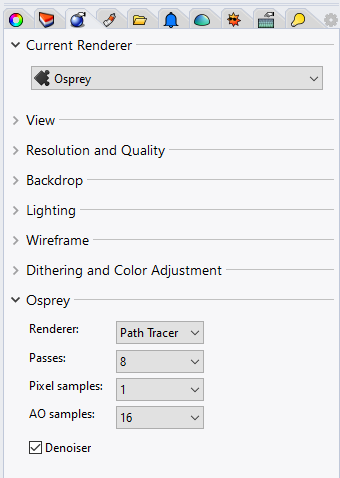 Current Renderer
Osprey
View
Resolution and Quality
Backdrop
Lighting
Wireframe
Dithering and Color Adjustment
Osprey
Renderer: Path Tracer
Passes: 8
Pixel samples: 1
AO samples: 16
Denoiser